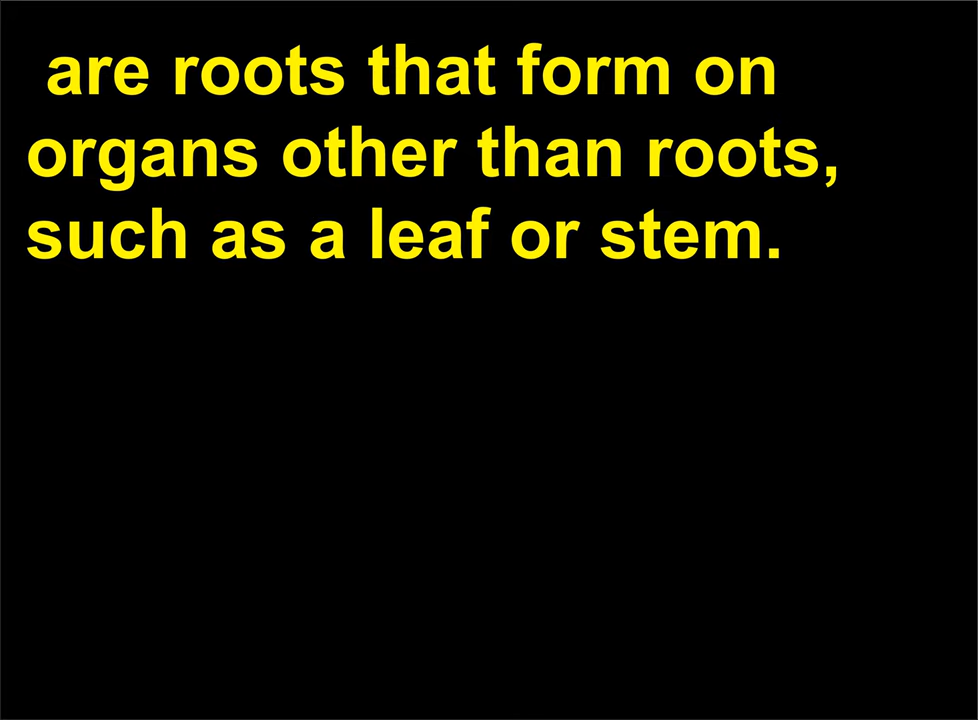 are roots that form on
organs other than roots,
such as a leaf or stem.